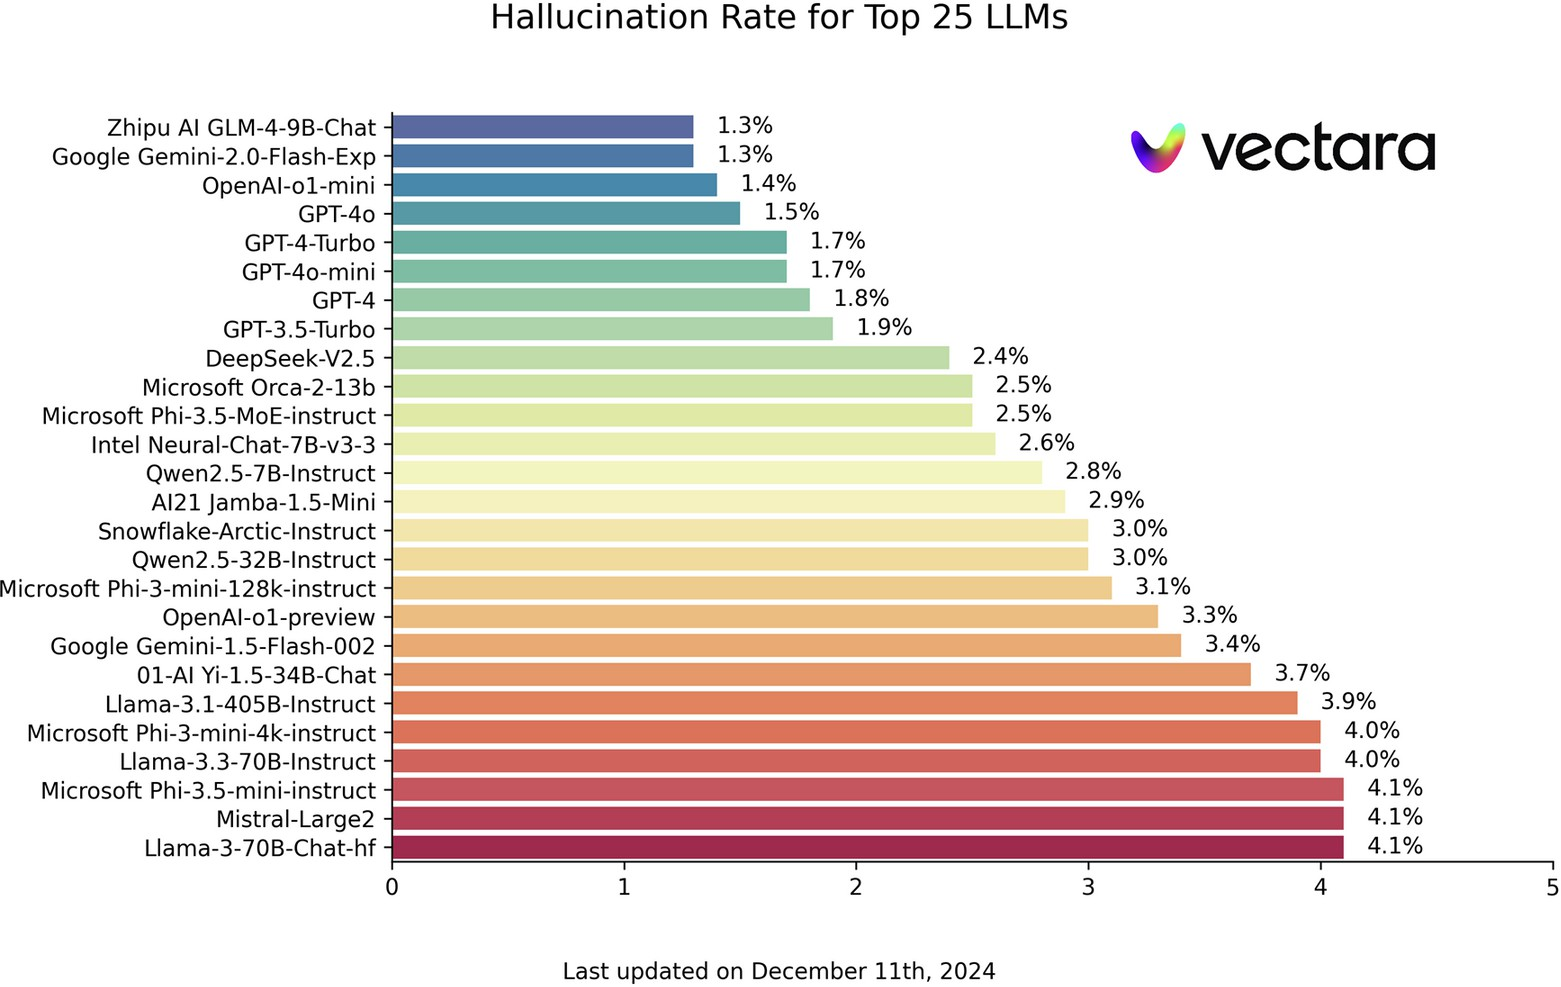 Hallucination Rate for Top 25 LLMs
vectara
Zhipu AI GLM-4-9B-Chat 1.3%
Google Gemini-2.0-Flash-Exp 1.3%
OpenAI-o1-mini 1.4%
GPT-4o 1.5%
GPT-4-Turbo 1.7%
GPT-4o-mini 1.7%
GPT-4 1.8%
GPT-3.5-Turbo 1.9%
DeepSeek-V2.5 2.4%
Microsoft Orca-2-13b 2.5%
Microsoft Phi-3.5-MoE-instruct 2.5%
Intel Neural-Chat-7B-v3-3 2.6%
Qwen2.5-7B-Instruct 2.8%
AI21 Jamba-1.5-Mini 2.9%
Snowflake-Arctic-Instruct 3.0%
Qwen2.5-32B-Instruct 3.0%
Microsoft Phi-3-mini-128k-instruct 3.1%
OpenAI-o1-preview 3.3%
Google Gemini-1.5-Flash-002 3.4%
01-AI Yi-1.5-34B-Chat 3.7%
Llama-3.1-405B-Instruct 3.9%
Microsoft Phi-3-mini-4k-instruct 4.0%
Llama-3.3-70B-Instruct 4.0%
Microsoft Phi-3.5-mini-instruct 4.1%
Mistral-Large2 4.1%
Llama-3-70B-Chat-hf 4.1%
0 1 2 3 4 5
Last updated on December 11th, 2024